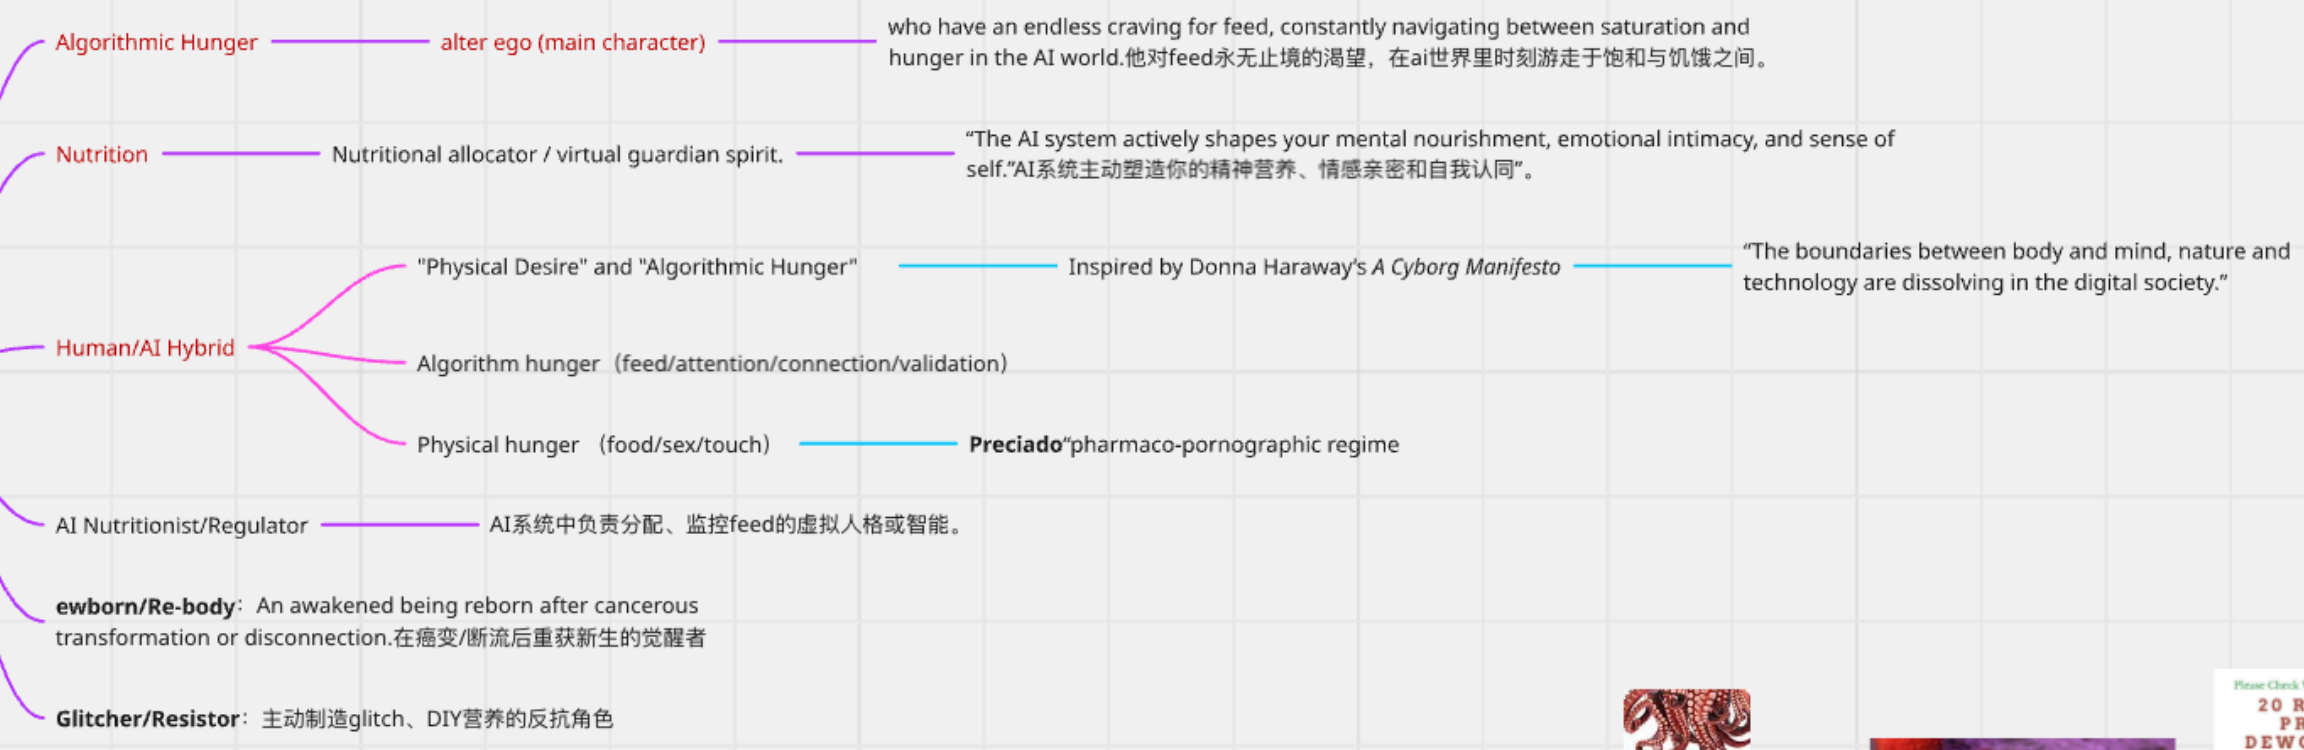 Algorithmic Hunger
alter ego (main character)
who have an endless craving for feed, constantly navigating between saturation and
hunger in the AI world.他对feed永无止境的渴望，在ai世界里时刻游走于饱和与饥饿之间。
Nutrition
Nutritional allocator / virtual guardian spirit.
“The AI system actively shapes your mental nourishment, emotional intimacy, and sense of
self.”AI系统主动塑造你的精神营养、情感亲密和自我认同”。
Human/AI Hybrid
"Physical Desire" and "Algorithmic Hunger"
Inspired by Donna Haraway’s A Cyborg Manifesto
“The boundaries between body and mind, nature and
technology are dissolving in the digital society.”
Algorithm hunger（feed/attention/connection/validation）
Physical hunger （food/sex/touch）
Preciado“pharmaco-pornographic regime
AI Nutritionist/Regulator
AI系统中负责分配、监控feed的虚拟人格或智能。
ewborn/Re-body：An awakened being reborn after cancerous
transformation or disconnection.在癌变/断流后重获新生的觉醒者
Glitcher/Resistor：主动制造glitch、DIY营养的反抗角色
Please Check
20 R
PR
DEWO